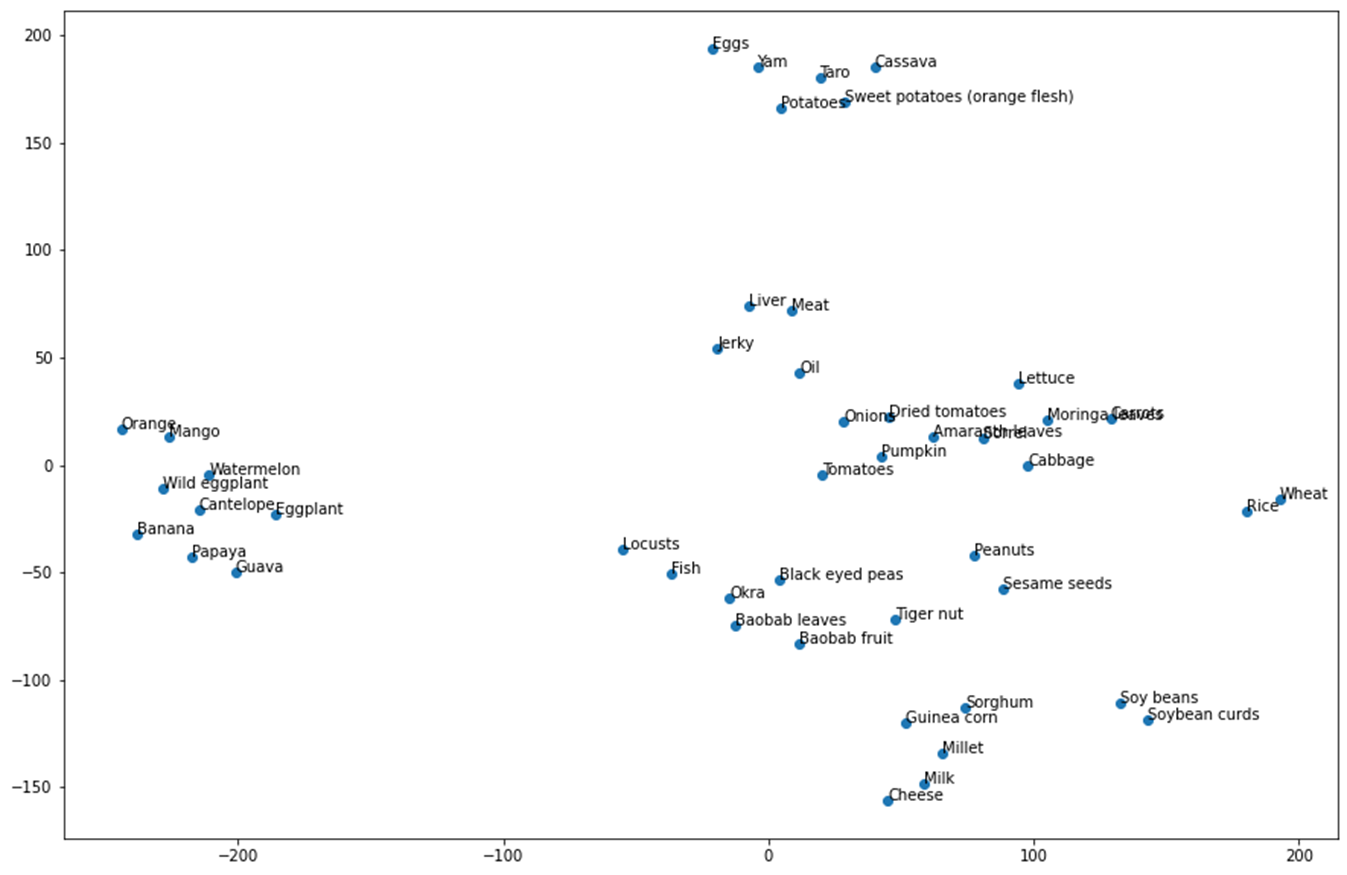 200
150
100
50
0
−50
−100
−150
Eggs
Yam
Taro
Cassava
Potatoes
Sweet potatoes (orange flesh)
Liver
Meat
Jerky
Oil
Lettuce
Onions
Dried tomatoes
Moringa leaves
Carrots
Amaranth leaves
Sorrel
Pumpkin
Cabbage
Tomatoes
Orange
Mango
Watermelon
Wild eggplant
Cantelope
Eggplant
Banana
Papaya
Guava
Wheat
Rice
Locusts
Fish
Peanuts
Black eyed peas
Sesame seeds
Okra
Tiger nut
Baobab leaves
Baobab fruit
Sorghum
Guinea corn
Soy beans
Soybean curds
Millet
Milk
Cheese
−200
−100
0
100
200